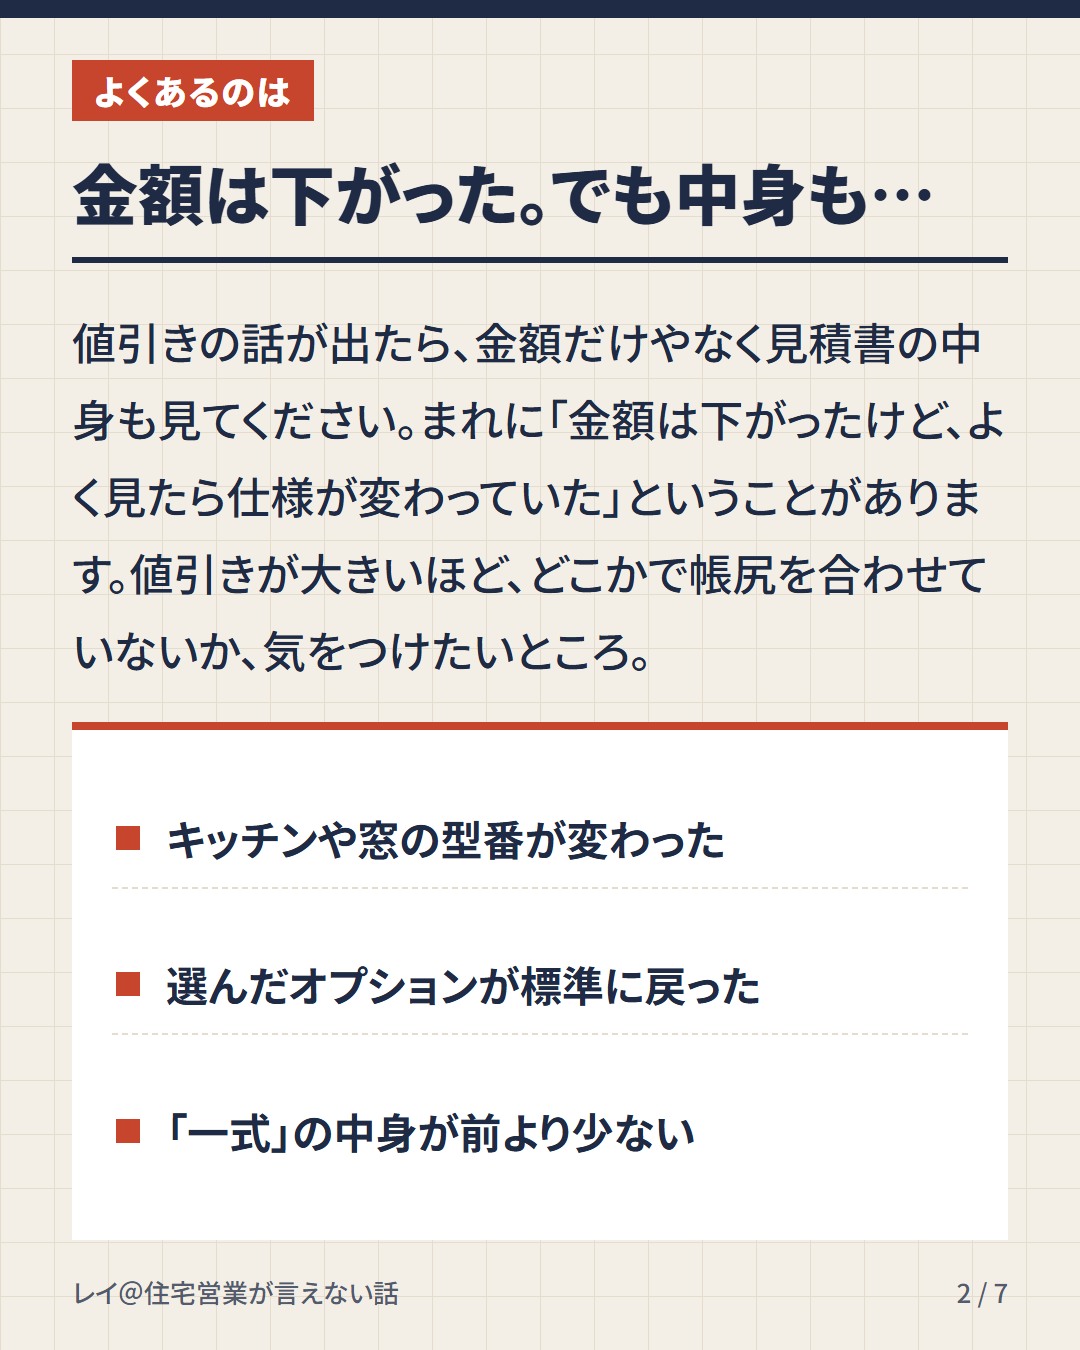 よくあるのは
金額は下がった。でも中身も…
値引きの話が出たら、金額だけやなく見積書の中
身も見てください。まれに「金額は下がったけど、よ
く見たら仕様が変わっていた」ということがありま
す。値引きが大きいほど、どこかで帳尻を合わせて
いないか、気をつけたいところ。
キッチンや窓の型番が変わった
選んだオプションが標準に戻った
「一式」の中身が前より少ない
レイ@住宅営業が言えない話
2 / 7